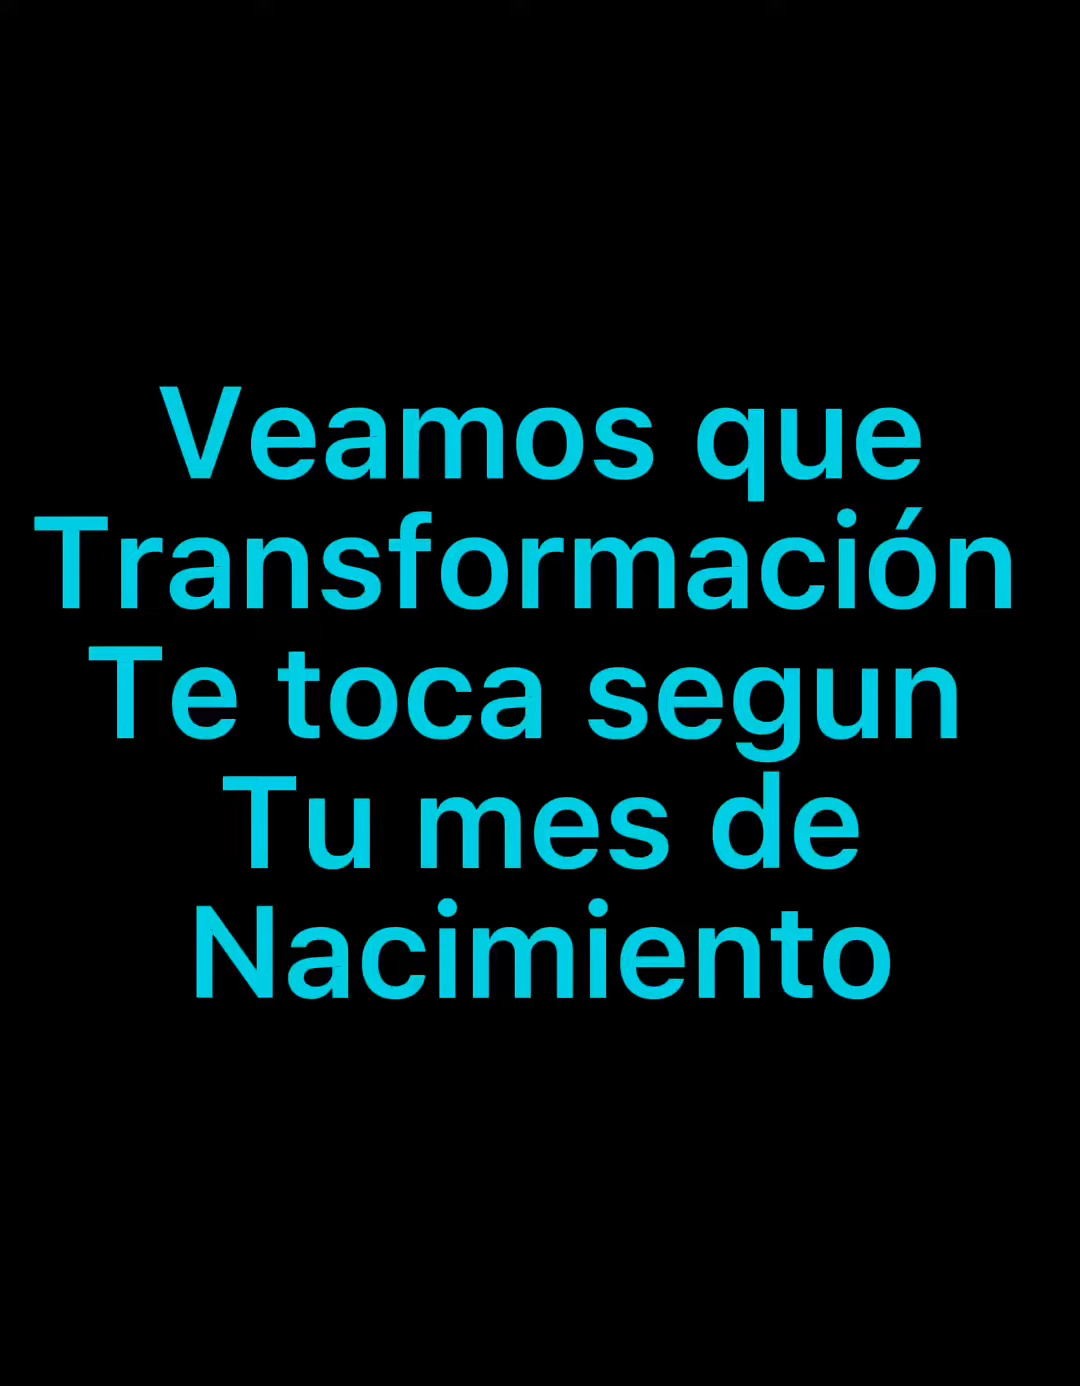 Veamos que
Transformación
Te toca segun
Tu mes de
Nacimiento